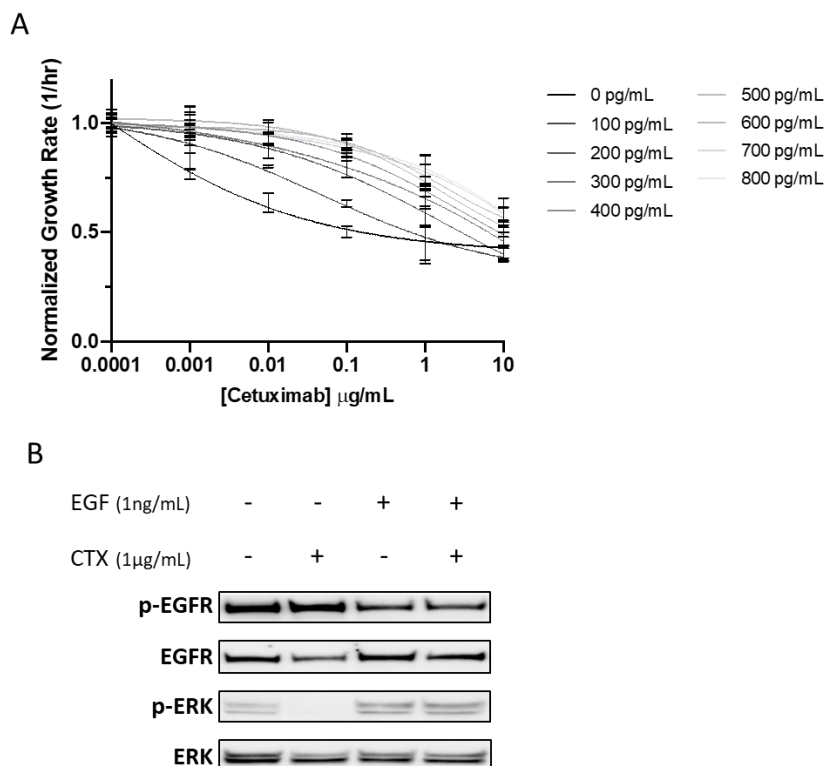 A
Normalized Growth Rate (1/hr)
1.0
0.5
0.0
0.0001 0.001 0.01 0.1 1 10
[Cetuximab] μg/mL
0 pg/mL
100 pg/mL
200 pg/mL
300 pg/mL
400 pg/mL
500 pg/mL
600 pg/mL
700 pg/mL
800 pg/mL
B
EGF (1ng/mL) - - + +
CTX (1μg/mL) - + - +
p-EGFR
EGFR
p-ERK
ERK